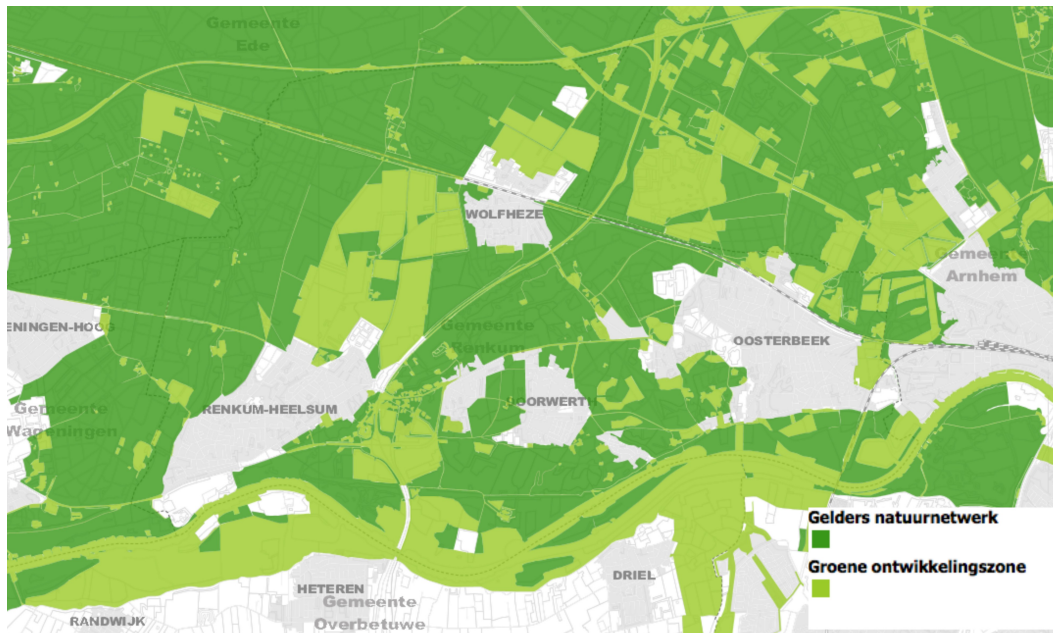 Gemeente
Ede
WOLFHEZE
Gemeente
Arnhem
ENINGEN-HOOG
Gemeente
Renkum
OOSTERBEEK
Gemeente
Wageningen
RENKUM-HEELSUM
DOORWERTH
Gelders natuurnetwerk
Groene ontwikkelingszone
HETEREN
DRIEL
Gemeente
Overbetuwe
RANDWIJK